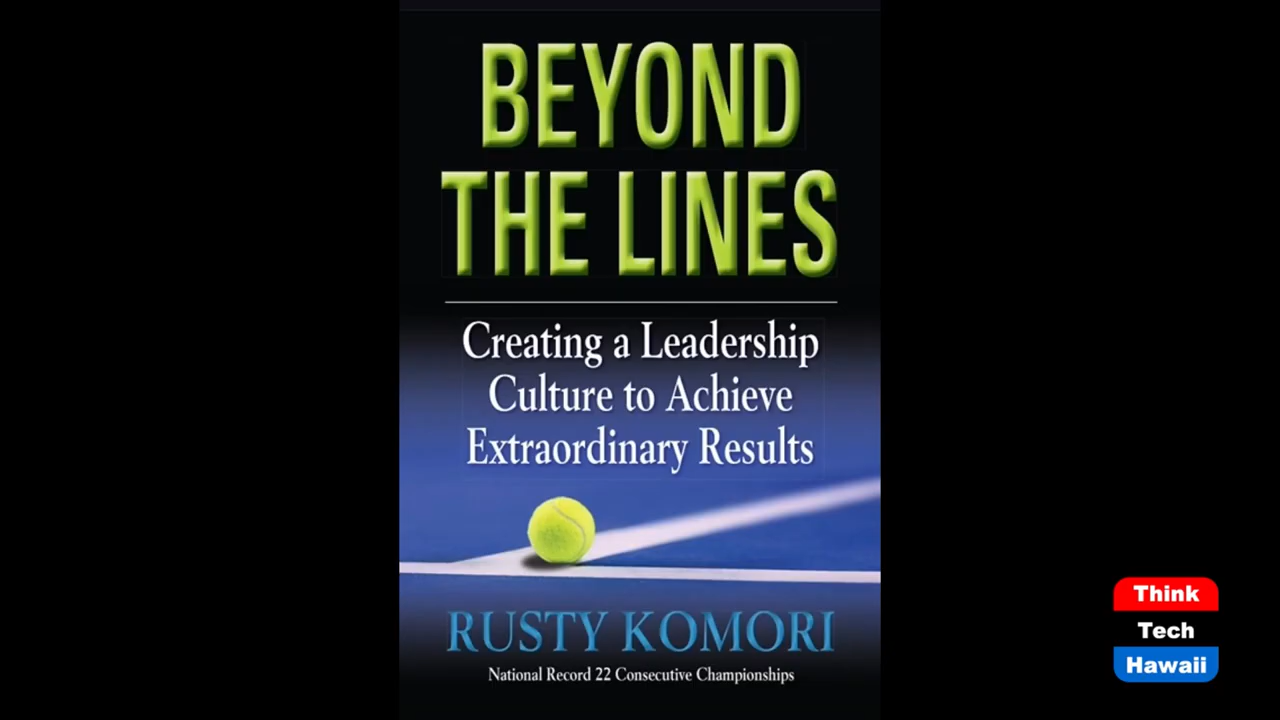 BEYOND
THE LINES
Creating a Leadership
Culture to Achieve
Extraordinary Results
RUSTY KOMORI
National Record 22 Consecutive Championships
Think
Tech
Hawaii